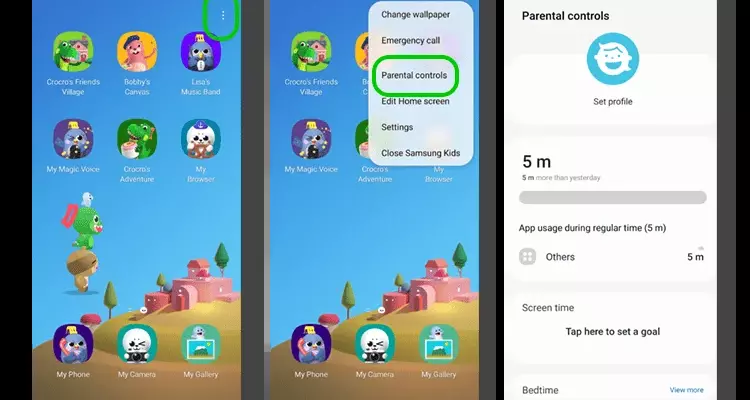 Crocro's Friends
Village
Bobby's
Canvas
Lisa's
Music Band
My Magic Voice
Crocro's
Adventure
My
Browser
My Phone
My Camera
My Gallery
Change wallpaper
Emergency call
Parental controls
Edit Home screen
Settings
Close Samsung Kids
Crocro's Friends
Village
My Magic Voice
Crocro's
Adventure
My
Browser
My Phone
My Camera
My Gallery
Parental controls
Set profile
5 m
5 m more than yesterday
App usage during regular time (5 m)
Others
5 m
Screen time
Tap here to set a goal
Bedtime
View more